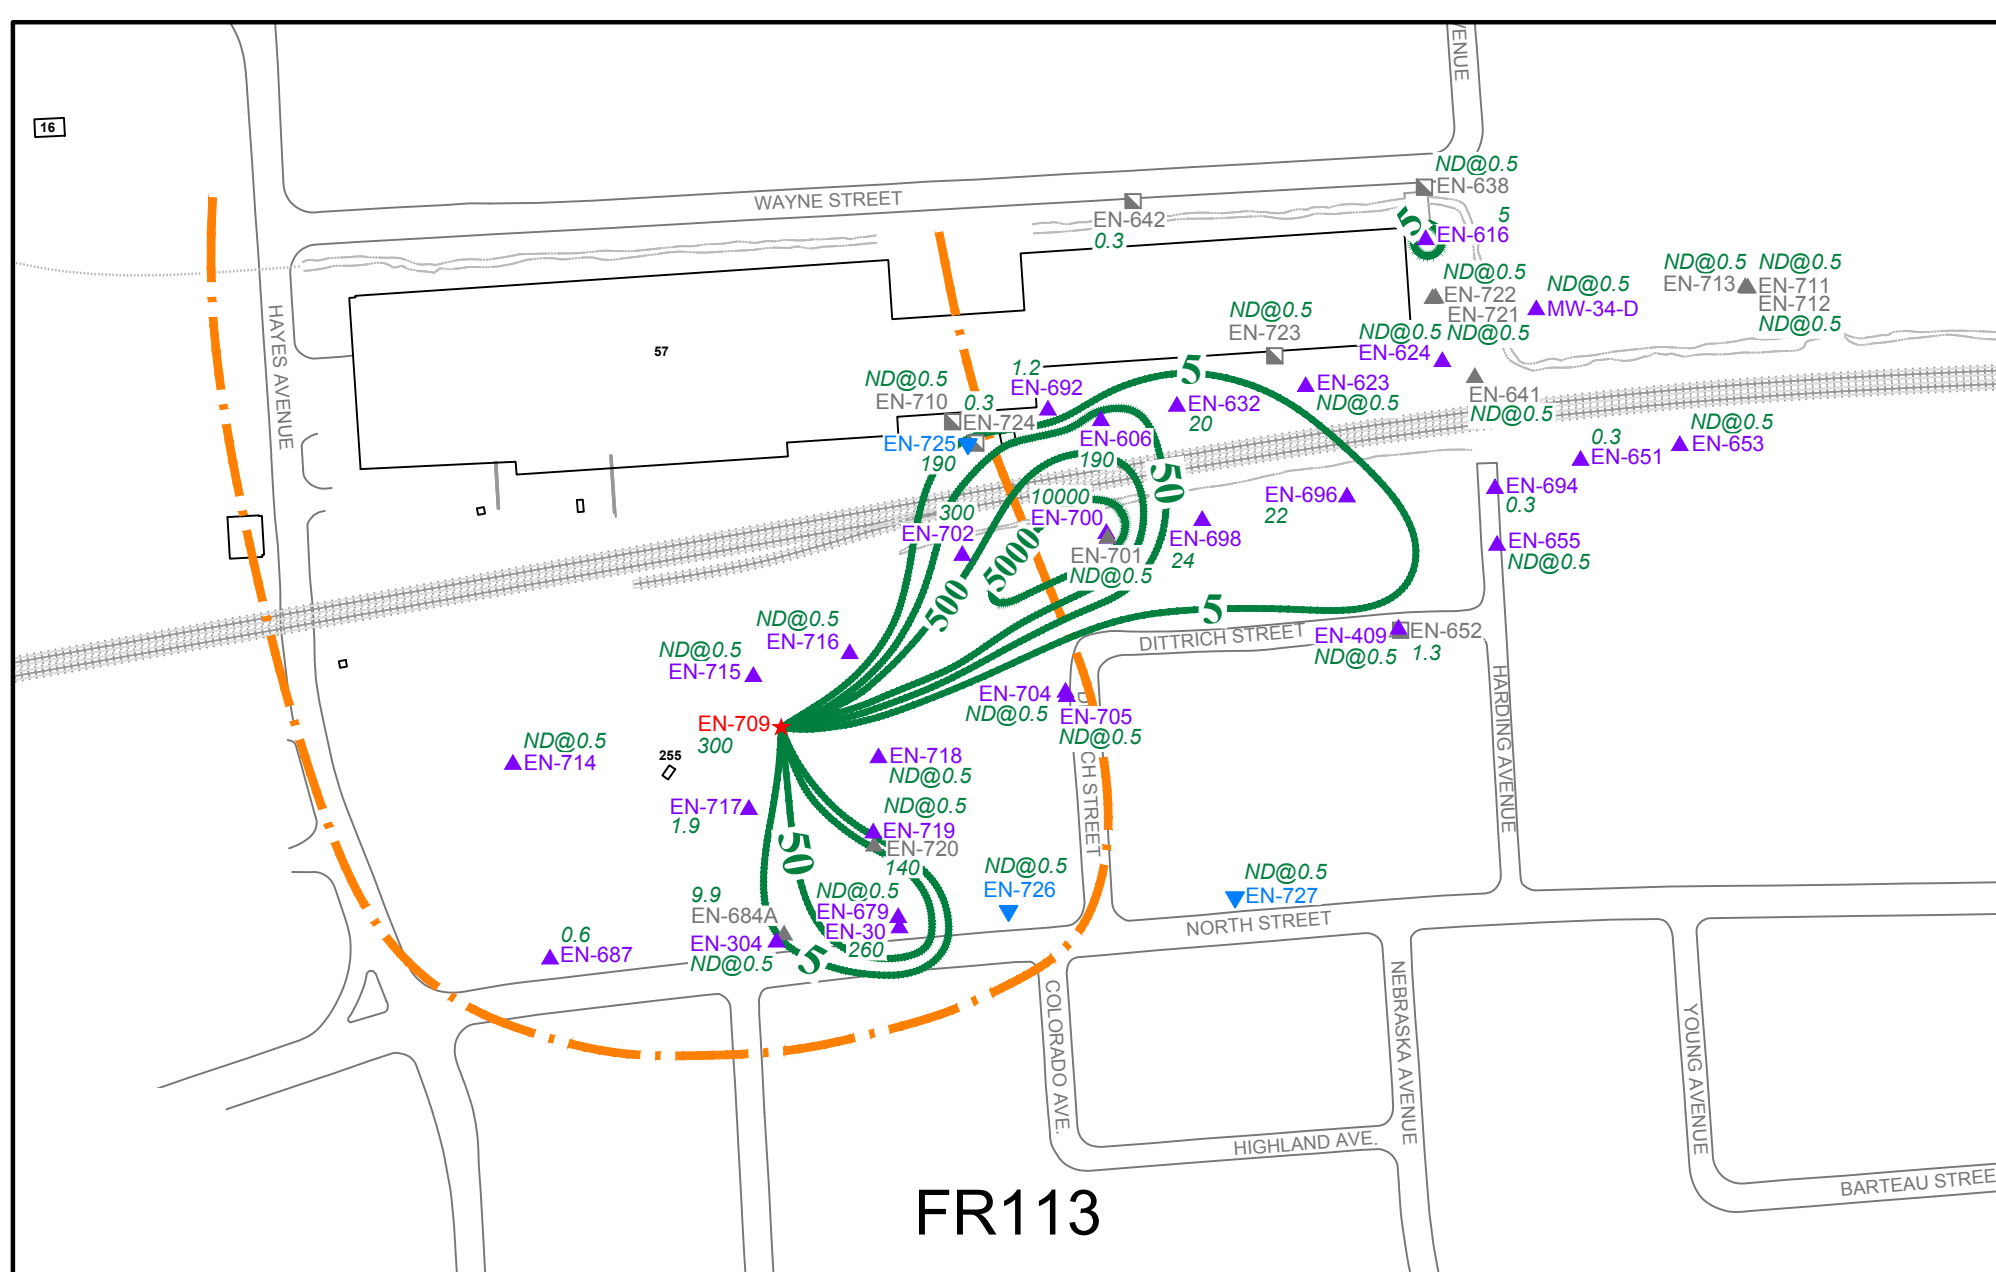 VENUE
16
ND@0.5
EN-638
WAYNE STREET
EN-642
0.3
5
5
EN-616
ND@0.5
EN-722
EN-721
ND@0.5
ND@0.5
MW-34-D
ND@0.5
EN-713
ND@0.5
EN-711
EN-712
ND@0.5
HAYES AVENUE
57
ND@0.5
EN-723
ND@0.5
EN-624
1.2
EN-692
5
EN-623
ND@0.5
EN-641
ND@0.5
ND@0.5
EN-710
0.3
EN-724
EN-725
190
EN-632
20
EN-606
190
50
0.3
EN-651
ND@0.5
EN-653
EN-694
0.3
EN-696
22
10000
EN-700
EN-701
ND@0.5
300
EN-702
EN-698
24
EN-655
ND@0.5
5000
500
5
ND@0.5
EN-716
ND@0.5
EN-715
DITTRICH STREET
EN-409
ND@0.5
EN-652
1.3
EN-709
300
EN-704
ND@0.5
EN-705
ND@0.5
D
CH STREET
HARDING AVENUE
ND@0.5
EN-714
255
EN-718
ND@0.5
EN-717
1.9
ND@0.5
EN-719
EN-720
140
50
9.9
EN-684A
EN-304
ND@0.5
ND@0.5
EN-679
EN-30
260
5
ND@0.5
EN-726
ND@0.5
EN-727
NORTH STREET
0.6
EN-687
COLORADO AVE.
NEBRASKA AVENUE
YOUNG AVENUE
HIGHLAND AVE.
BARTEAU STREE
FR113